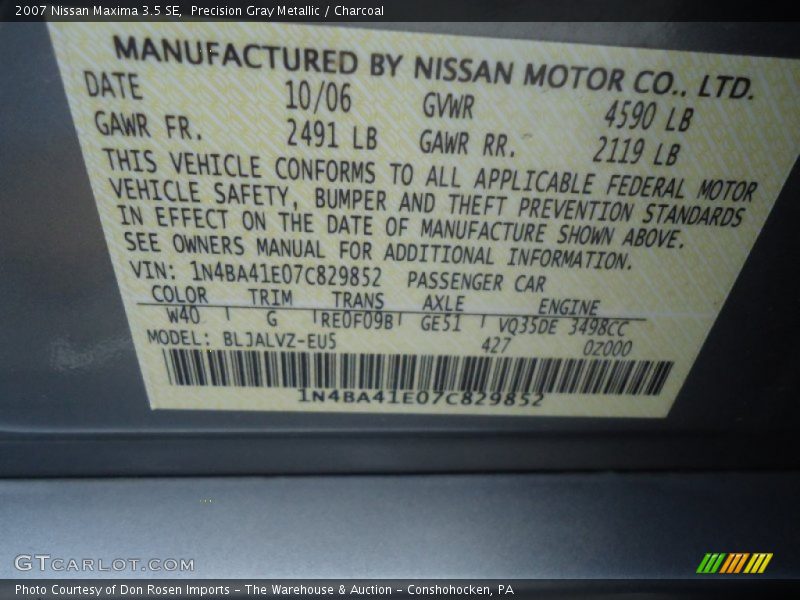 2007 Nissan Maxima 3.5 SE, Precision Gray Metallic / Charcoal
MANUFACTURED BY NISSAN MOTOR CO., LTD.
DATE 10/06 GVWR 4590 LB
GAWR FR. 2491 LB GAWR RR. 2119 LB
THIS VEHICLE CONFORMS TO ALL APPLICABLE FEDERAL MOTOR
VEHICLE SAFETY, BUMPER AND THEFT PREVENTION STANDARDS
IN EFFECT ON THE DATE OF MANUFACTURE SHOWN ABOVE.
SEE OWNERS MANUAL FOR ADDITIONAL INFORMATION.
VIN: 1N4BA41E07C829852 PASSENGER CAR
COLOR TRIM TRANS AXLE ENGINE
W40 G RE0F09B GE51 VQ35DE 3498CC
MODEL: BLJALVZ-EU5 427 0Z000
1N4BA41E07C829852
GTCARLOT.COM
Photo Courtesy of Don Rosen Imports – The Warehouse & Auction – Conshohocken, PA